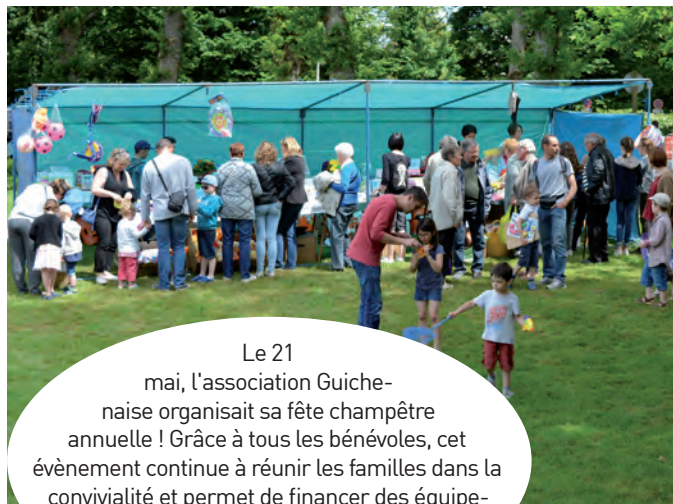 Le 21
mai, l'association Guiche-
naise organisait sa fête champêtre
annuelle ! Grâce à tous les bénévoles, cet
évènement continue à réunir les familles dans la
convivialité et permet de financer des équipe-